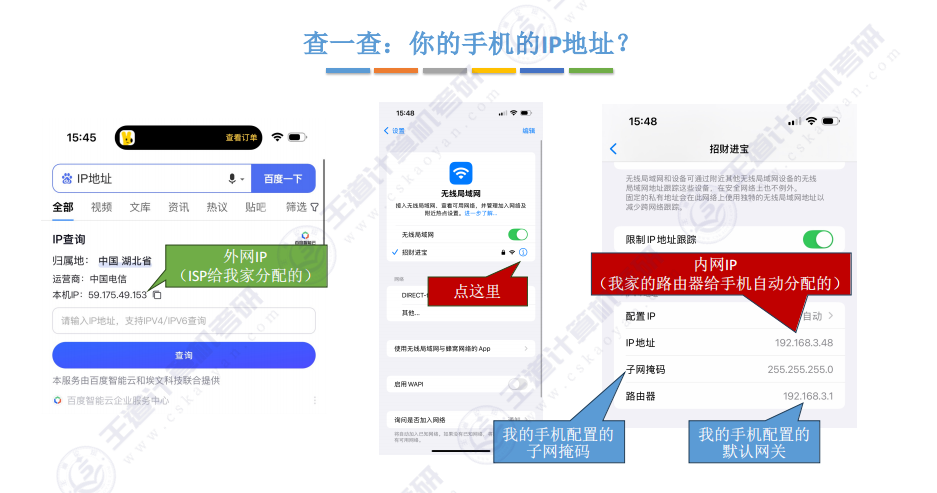 查一查：你的手机的IP地址？
15:45
查看订单
IP地址
百度一下
全部 视频 文库 资讯 热议 贴吧 筛选
IP查询
百度智能云
归属地： 中国 湖北省
运营商：中国电信
本机IP：59.175.49.153
外网IP
（ISP给我家分配的）
请输入IP地址，支持IPV4/IPV6查询
查询
本服务由百度智能云和埃文科技联合提供
百度智能云企业服务中心
15:48
设置
编辑
无线局域网
接入无线局域网、查看可用网络，并管理加入网络及
附近热点设置。进一步了解...
无线局域网
招财进宝
网络
DIRECT-
其他...
点这里
使用无线局域网与蜂窝网络的 App
启用 WAPI
询问是否加入网络
15:48
招财进宝
无线局域网和设备可通过附近其他无线局域网设备的无线
局域网地址跟踪这些设备，在安全网络上也不例外。
固定的私有地址会在此网络上使用独特的无线局域网地址以
减少跨网络跟踪。
限制 IP 地址跟踪
内网IP
（我家的路由器给手机自动分配的）
配置 IP 自动
IP 地址 192.168.3.48
子网掩码 255.255.255.0
路由器 192.168.3.1
我的手机配置的
子网掩码
我的手机配置的
默认网关
王道计算机考研
www.cskaoyan.com